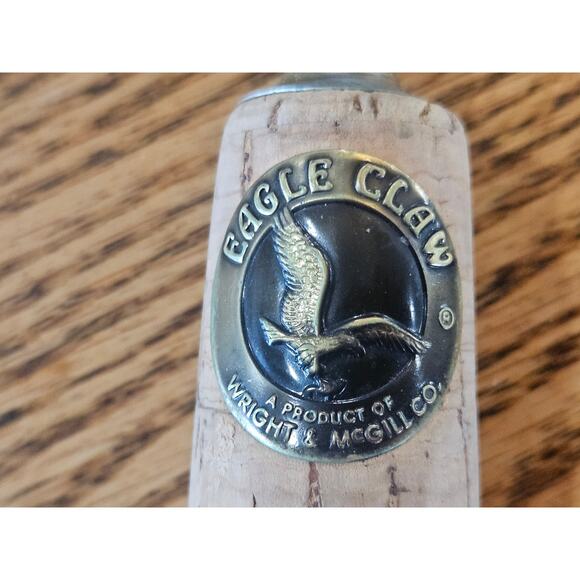 EAGLE CLAW
®
A PRODUCT OF
WRIGHT & McGILL CO.